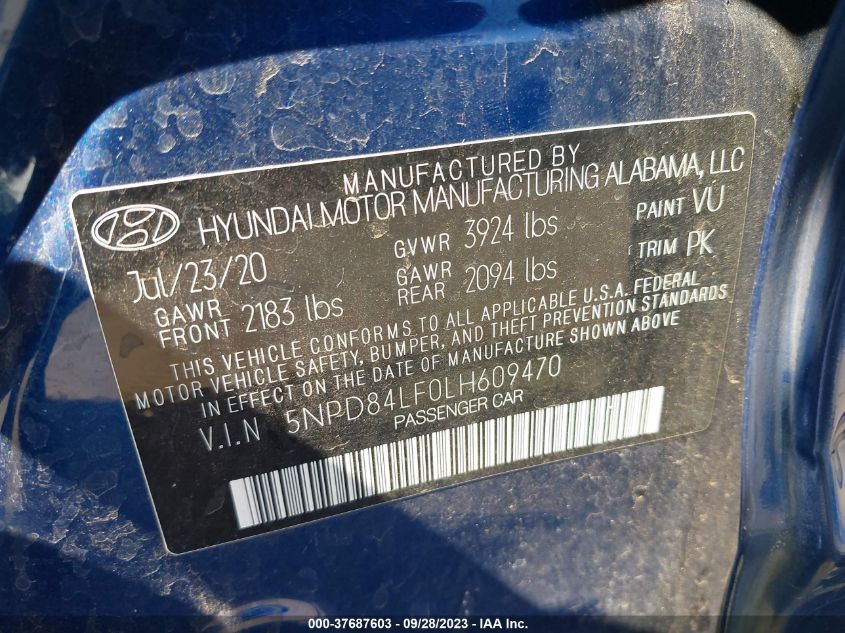 MANUFACTURED BY
HYUNDAI MOTOR MANUFACTURING ALABAMA, LLC
Jul/23/20 GVWR 3924 lbs PAINT VU
GAWR FRONT 2183 lbs GAWR REAR 2094 lbs TRIM PK
THIS VEHICLE CONFORMS TO ALL APPLICABLE U.S.A. FEDERAL
MOTOR VEHICLE SAFETY, BUMPER, AND THEFT PREVENTION STANDARDS
IN EFFECT ON THE DATE OF MANUFACTURE SHOWN ABOVE
V.I.N 5NPD84LF0LH609470
PASSENGER CAR
000-37687603 - 09/28/2023 - IAA Inc.